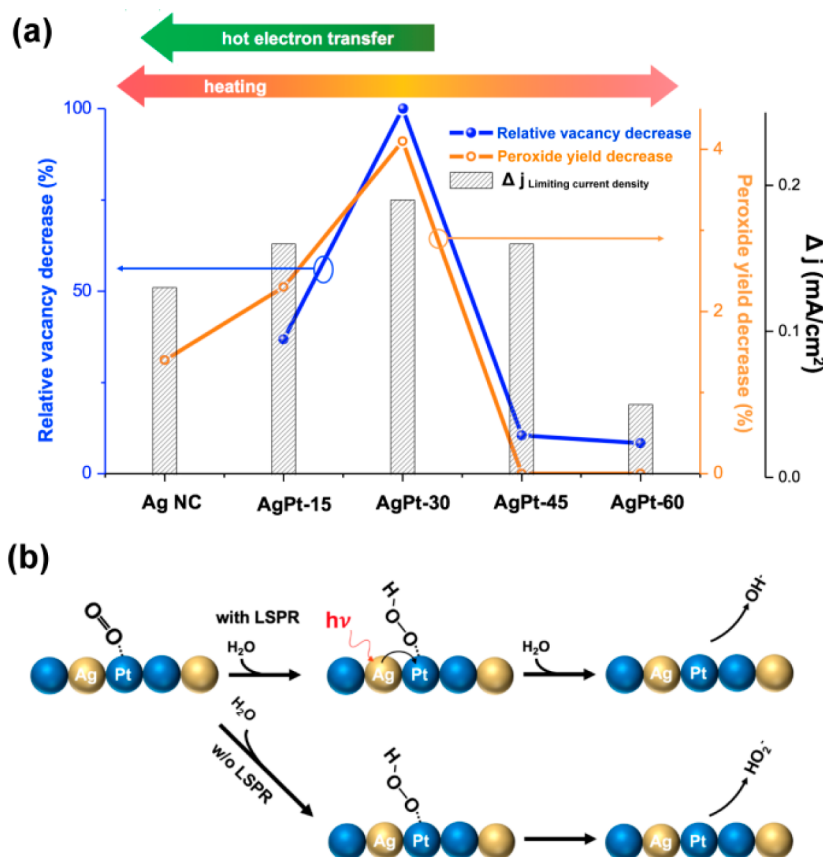 (a)
hot electron transfer
heating
Relative vacancy decrease (%)
100
50
0
Relative vacancy decrease
Peroxide yield decrease
Δ j Limiting current density
4
2
0
Peroxide yield decrease (%)
0.2
0.1
0.0
Δ j (mA/cm²)
Ag NC
AgPt-15
AgPt-30
AgPt-45
AgPt-60
(b)
O
O
Ag
Pt
with LSPR
H₂O
hν
H
O
O
Ag
Pt
H₂O
OH⁻
Ag
Pt
H₂O
w/o LSPR
H
O
O
Ag
Pt
HO₂⁻
Ag
Pt